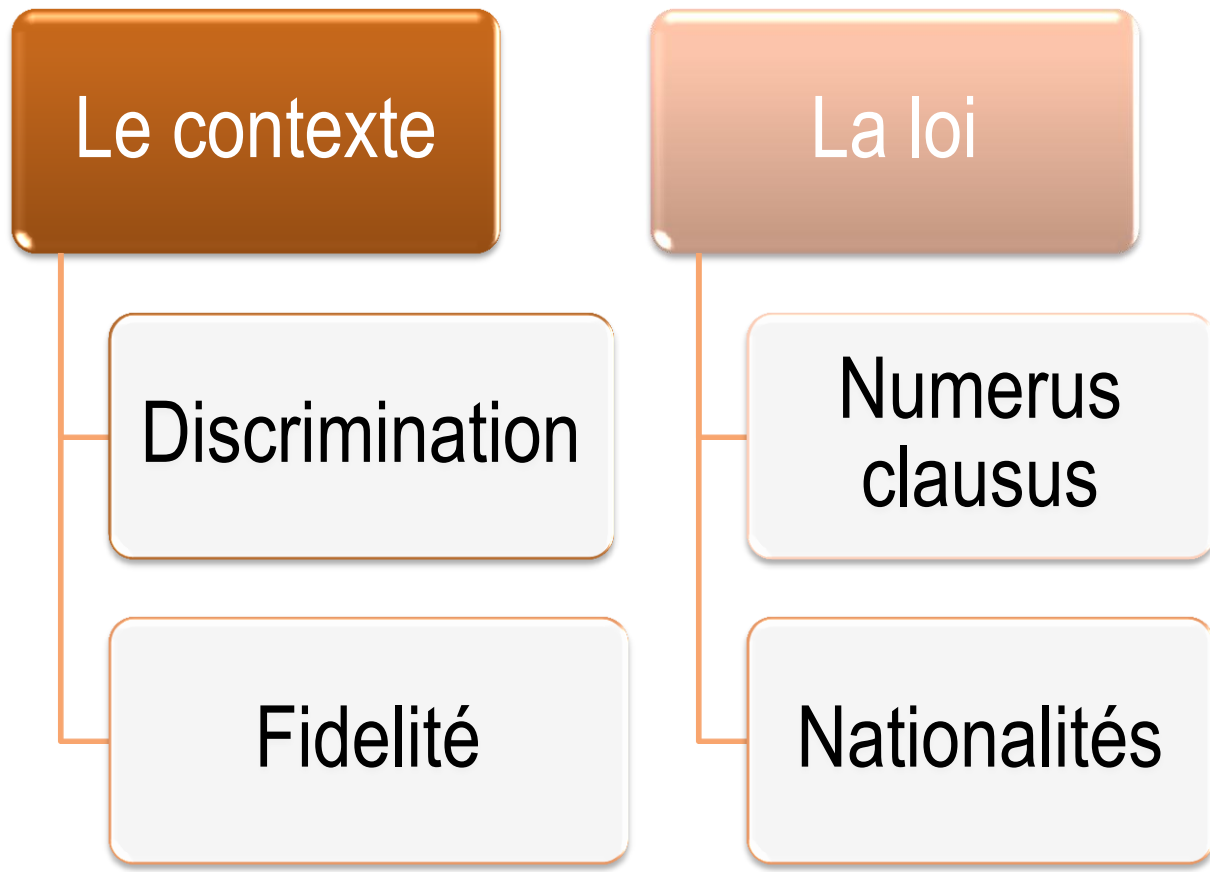 Le contexte
Discrimination
Fidelité
La loi
Numerus
clausus
Nationalités